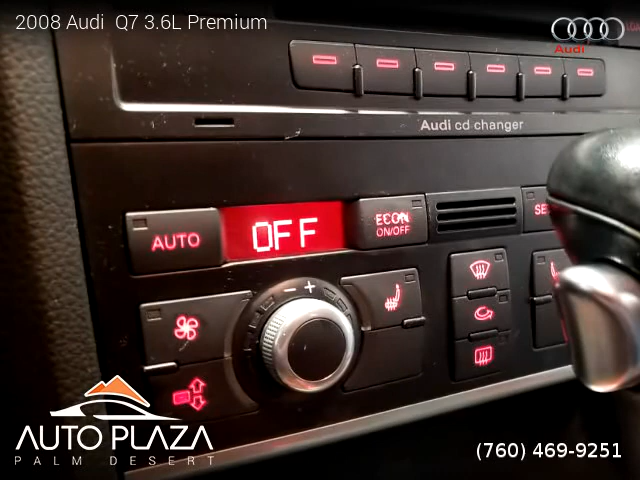 2008 Audi Q7 3.6L Premium
Audi
Audi cd changer
AUTO
OFF
ECON
ON/OFF
SE
− +
AUTO PLAZA
PALM DESERT
(760) 469-9251